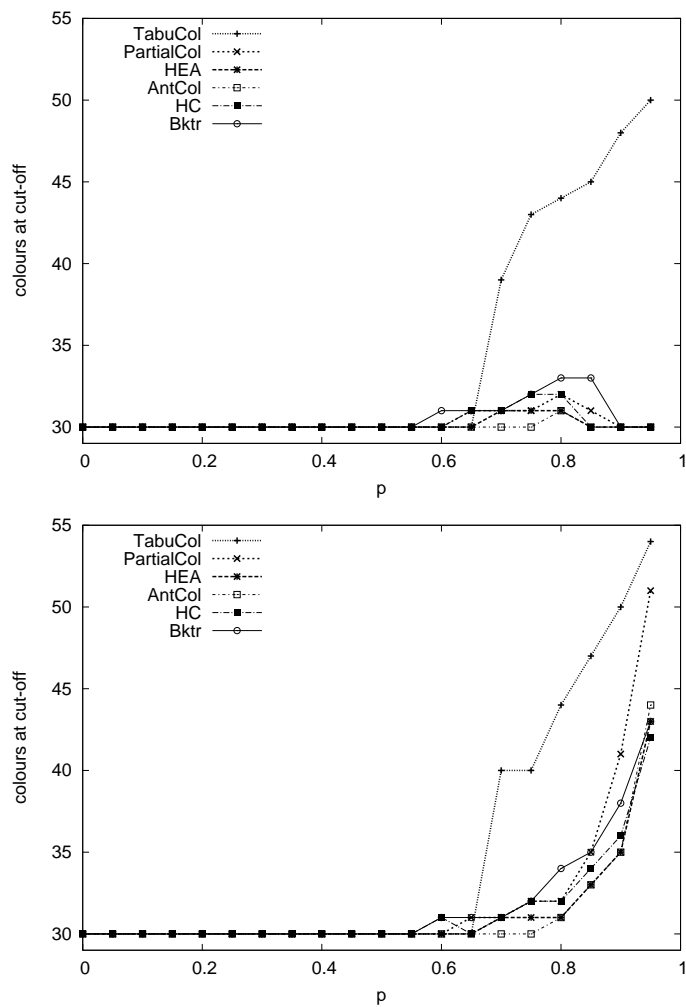 55
50
45
40
35
30
colours at cut-off
TabuCol
PartialCol
HEA
AntCol
HC
Bktr
0 0.2 0.4 0.6 0.8 1
p
55
50
45
40
35
30
colours at cut-off
TabuCol
PartialCol
HEA
AntCol
HC
Bktr
0 0.2 0.4 0.6 0.8 1
p